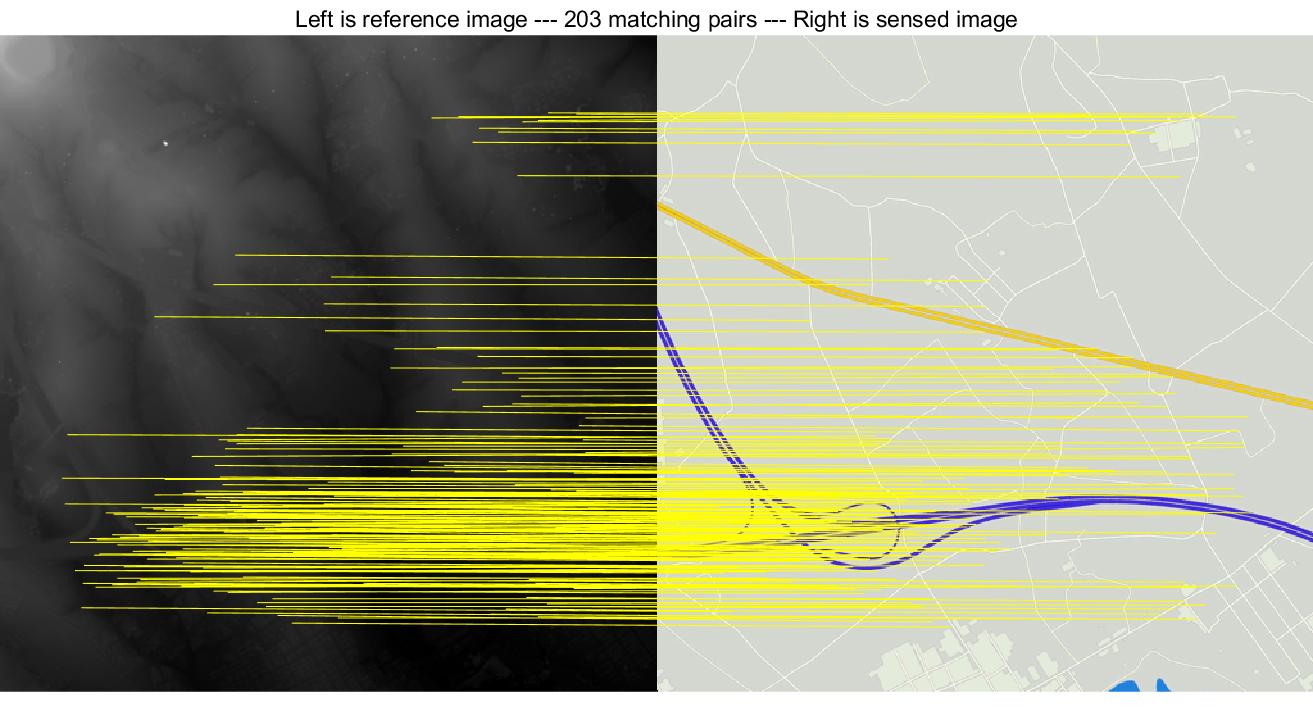 Left is reference image --- 203 matching pairs --- Right is sensed image